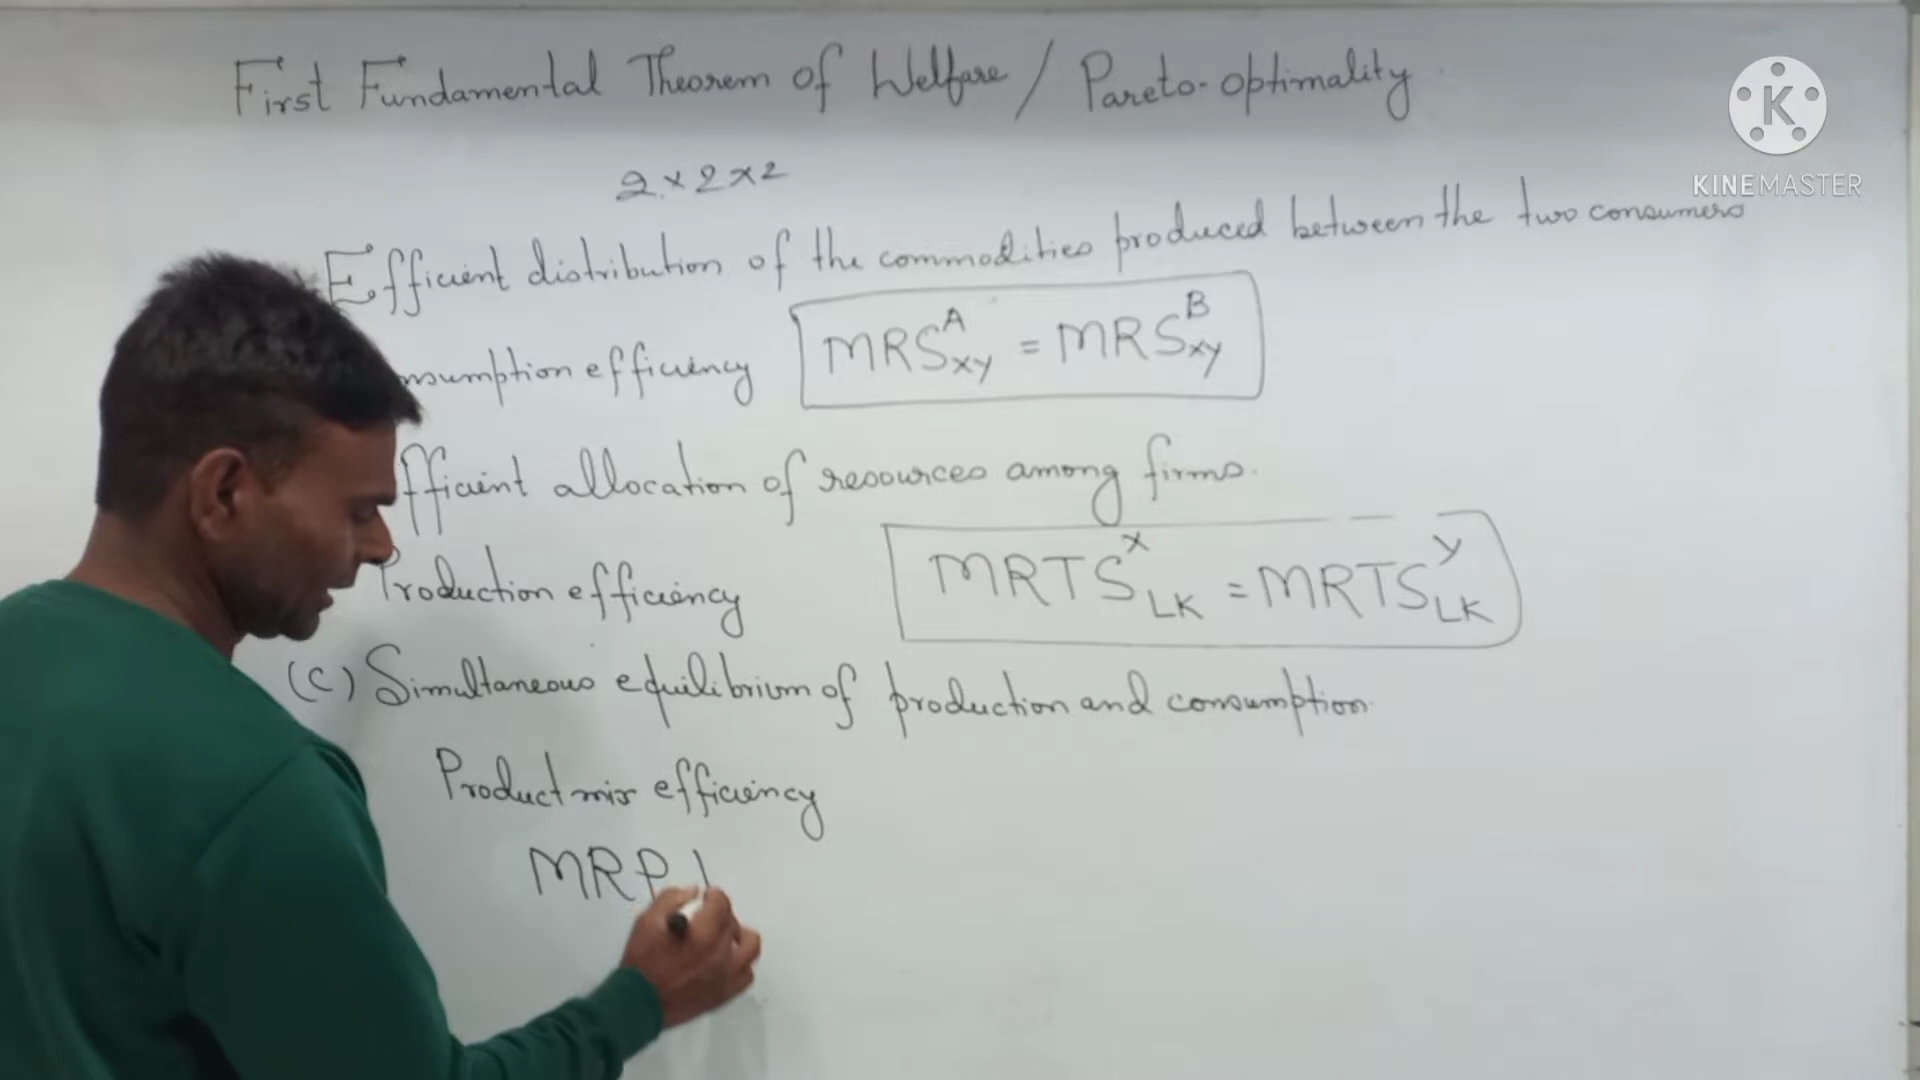 First Fundamental Theorem of Welfare / Pareto-optimality
2 x 2 x 2
KINEMASTER
Efficient distribution of the commodities produced between the two consumers
nsumption efficiency MRS^A_xy = MRS^B_xy
fficient allocation of resources among firms.
Production efficiency MRTS^x_LK = MRTS^y_LK
(C) Simultaneous equilibrium of production and consumption.
Product mix efficiency
MRP